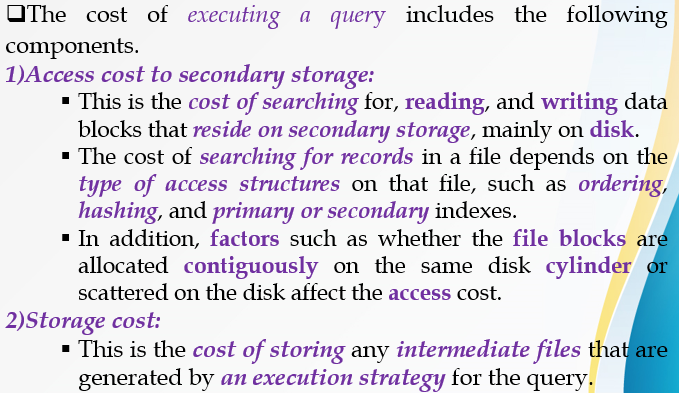 ❑The cost of executing a query includes the following
components.
1)Access cost to secondary storage:
▪ This is the cost of searching for, reading, and writing data
blocks that reside on secondary storage, mainly on disk.
▪ The cost of searching for records in a file depends on the
type of access structures on that file, such as ordering,
hashing, and primary or secondary indexes.
▪ In addition, factors such as whether the file blocks are
allocated contiguously on the same disk cylinder or
scattered on the disk affect the access cost.
2)Storage cost:
▪ This is the cost of storing any intermediate files that are
generated by an execution strategy for the query.